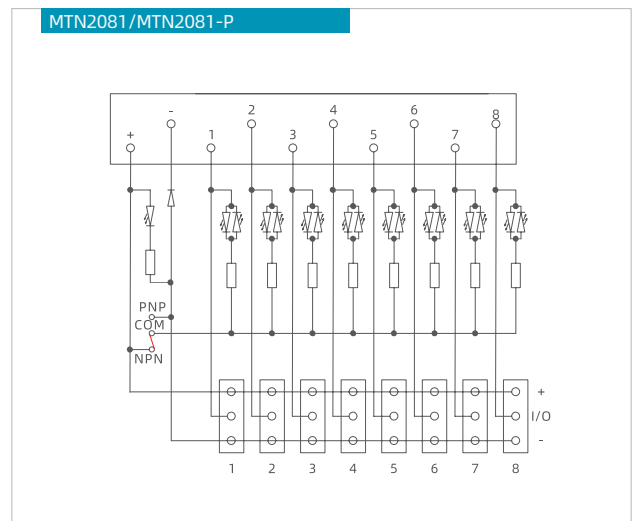 MTN2081/MTN2081-P
- 2 4 6 8
+ 1 3 5 7
PNP
COM
NPN
+
I/O
-
1 2 3 4 5 6 7 8